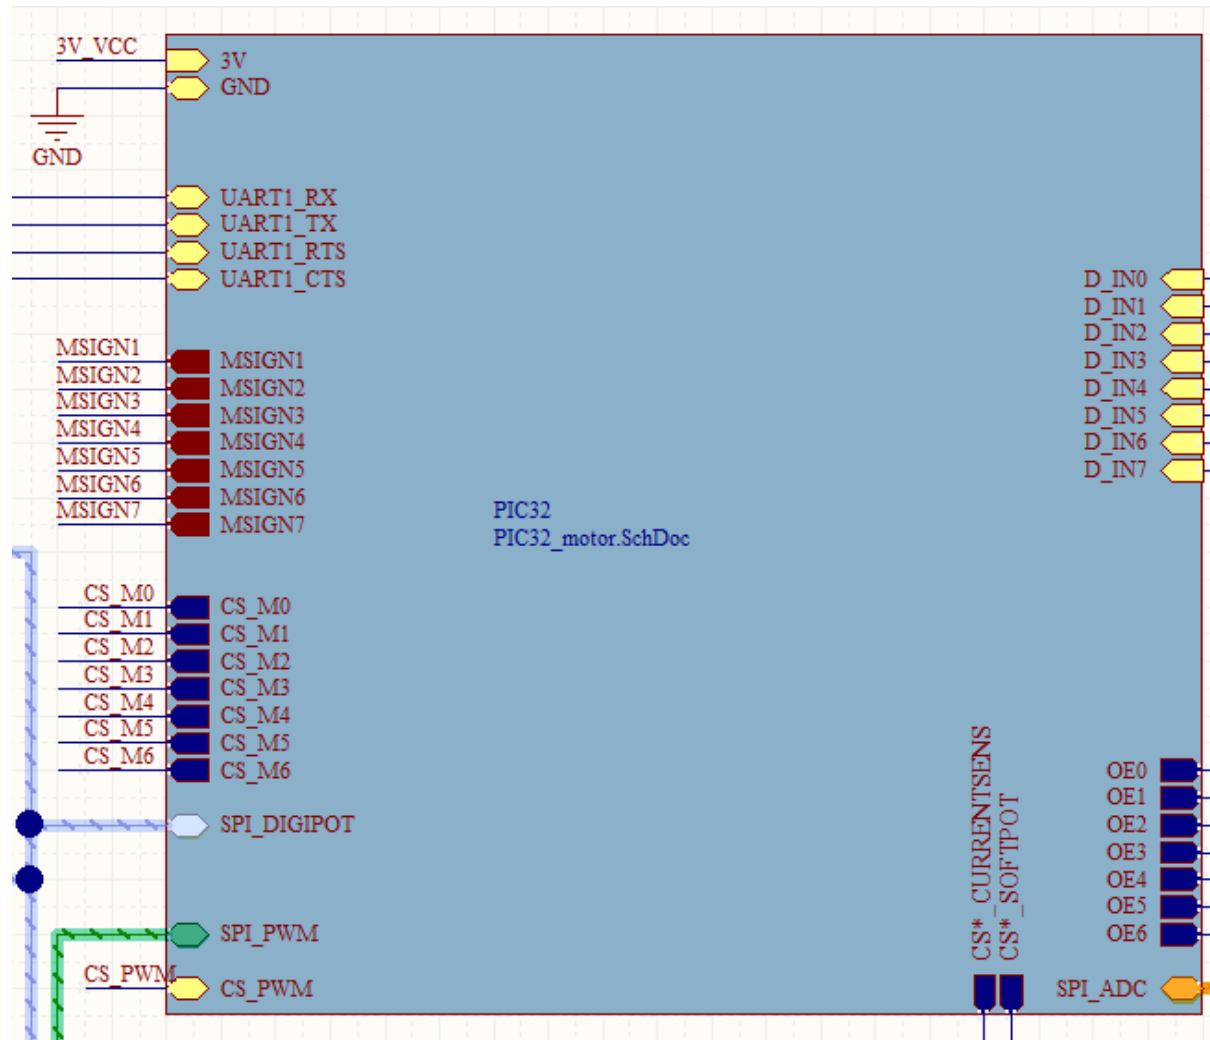 3V_VCC
3V
GND
GND
UART1_RX
UART1_TX
UART1_RTS
UART1_CTS
D_IN0
D_IN1
D_IN2
D_IN3
D_IN4
D_IN5
D_IN6
D_IN7
MSIGN1 MSIGN1
MSIGN2 MSIGN2
MSIGN3 MSIGN3
MSIGN4 MSIGN4
MSIGN5 MSIGN5
MSIGN6 MSIGN6
MSIGN7 MSIGN7
PIC32
PIC32_motor.SchDoc
CS_M0 CS_M0
CS_M1 CS_M1
CS_M2 CS_M2
CS_M3 CS_M3
CS_M4 CS_M4
CS_M5 CS_M5
CS_M6 CS_M6
SPI_DIGIPOT
SPI_PWM
CS_PWM CS_PWM
CS*_CURRENTSENS
CS*_SOFTPOT
OE0
OE1
OE2
OE3
OE4
OE5
OE6
SPI_ADC